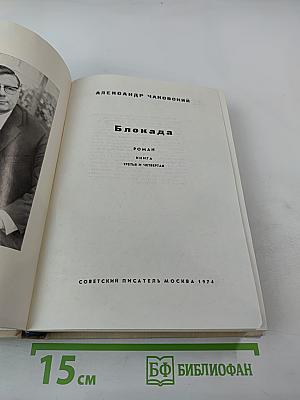 АЛЕКСАНДР ЧАКОВСКИЙ
Блокада
РОМАН
КНИГА
ТРЕТЬЯ И ЧЕТВЕРТАЯ
СОВЕТСКИЙ ПИСАТЕЛЬ МОСКВА 1974
15 см
БФ БИБЛИОФАН